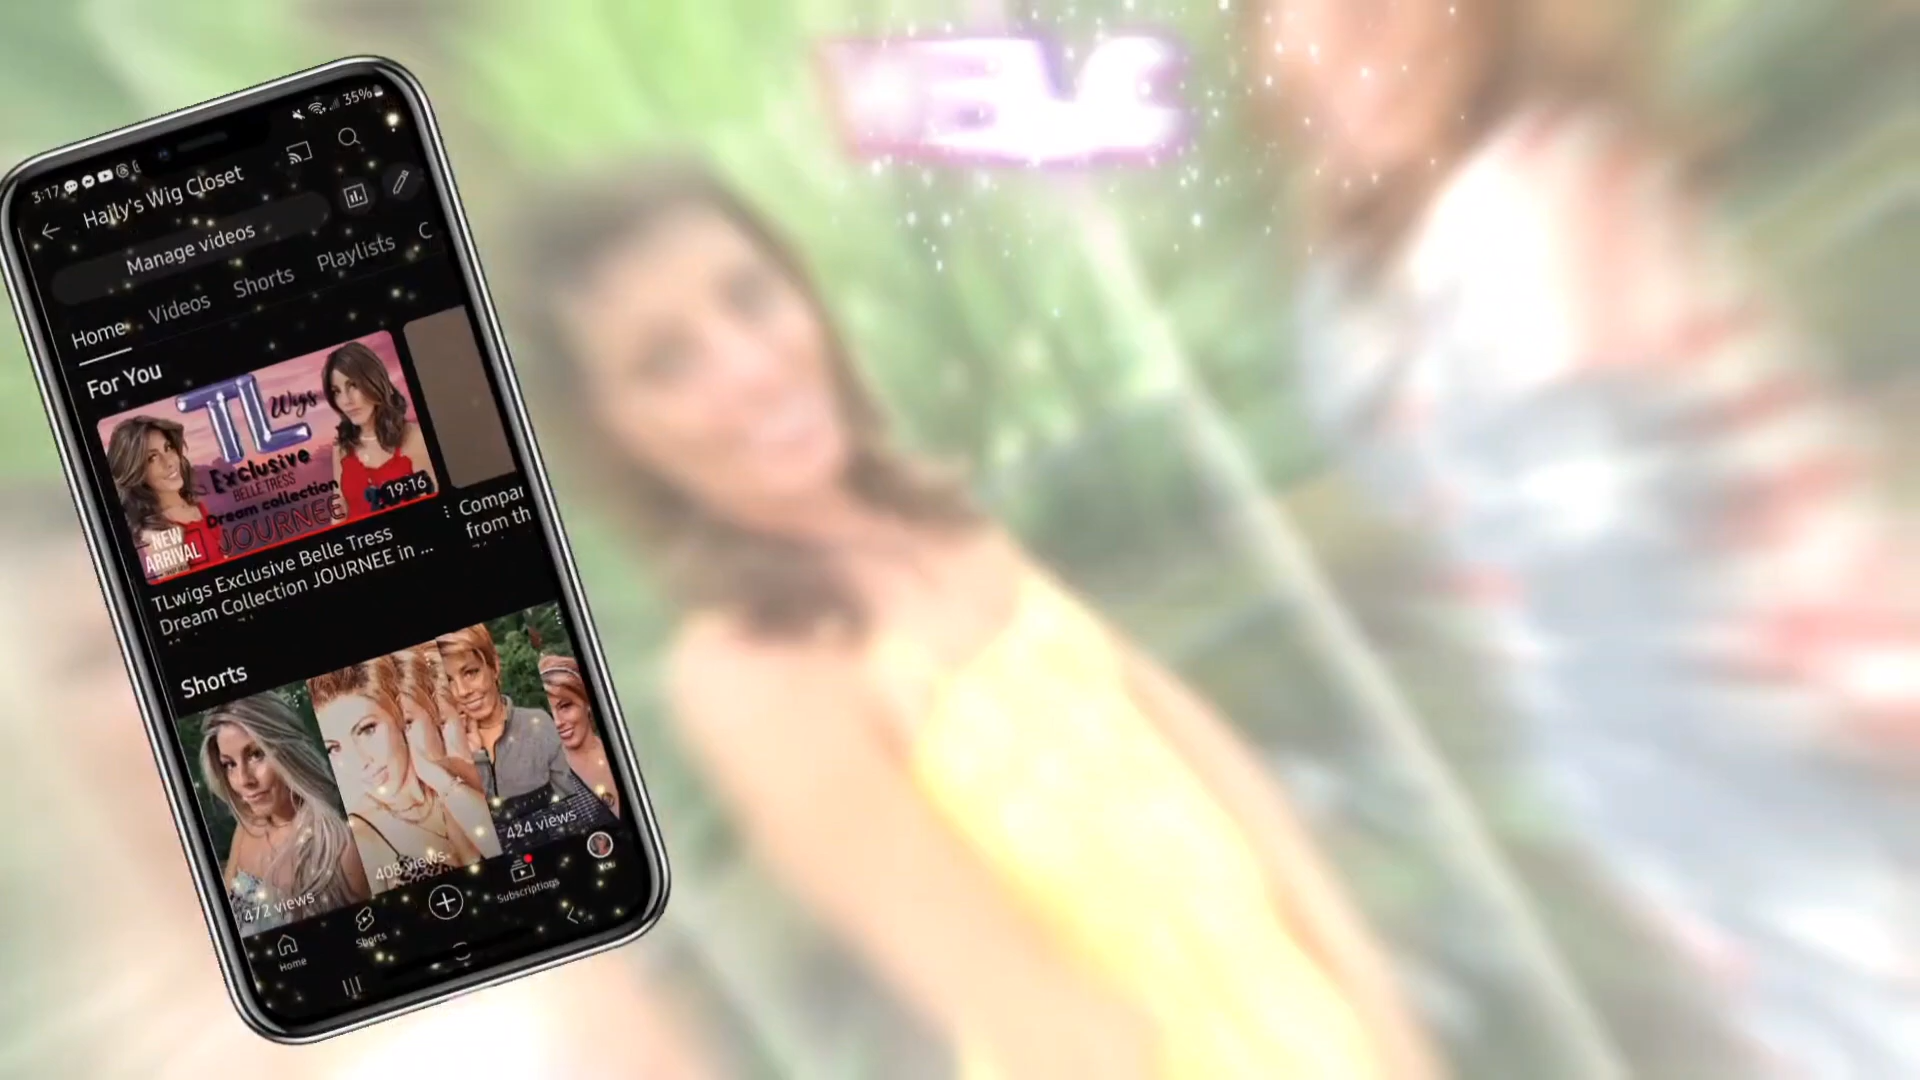 3:17
35%
Haily's Wig Closet
Manage videos
Home
Videos
Shorts
Playlists
C
For You
TL Wigs
Exclusive
BELLE TRESS
Dream collection
JOURNEE
NEW
ARRIVAL
19:16
TLwigs Exclusive Belle Tress
Dream Collection JOURNEE in ...
Compar
from th
Shorts
472 views
408 views
424 views
Home
Shorts
Subscriptions
You